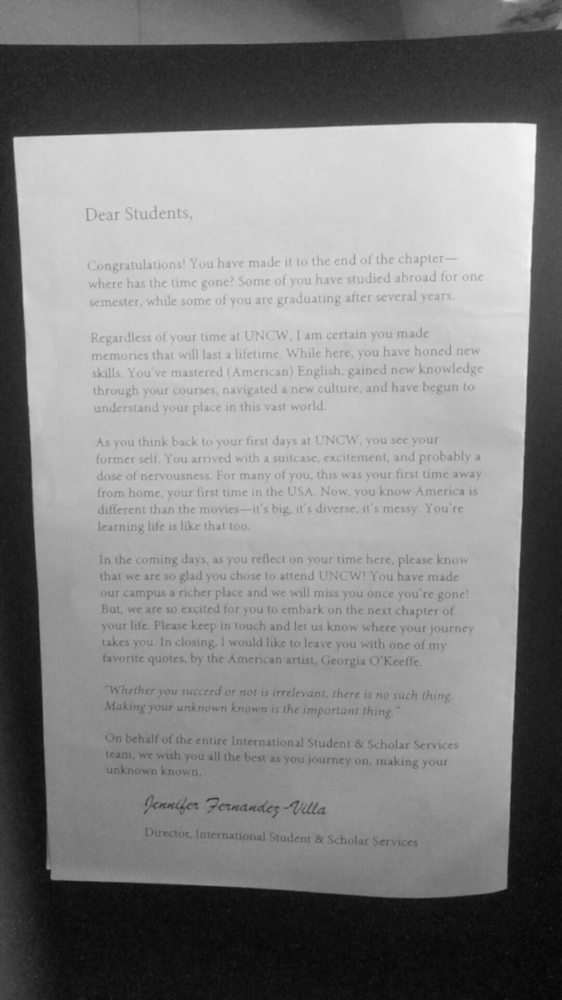 Dear Students,
Congratulations! You have made it to the end of the chapter—
where has the time gone? Some of you have studied abroad for one
semester, while some of you are graduating after several years.
Regardless of your time at UNCW, I am certain you made
memories that will last a lifetime. While here, you have honed new
skills. You've mastered (American) English, gained new knowledge
through your courses, navigated a new culture, and have begun to
understand your place in this vast world.
As you think back to your first days at UNCW, you see your
former self. You arrived with a suitcase, excitement, and probably a
dose of nervousness. For many of you, this was your first time away
from home, your first time in the USA. Now, you know America is
different than the movies—it's big, it's diverse, it's messy. You're
learning life is like that too.
In the coming days, as you reflect on your time here, please know
that we are so glad you chose to attend UNCW! You have made
our campus a richer place and we will miss you once you're gone!
But, we are so excited for you to embark on the next chapter of
your life. Please keep in touch and let us know where your journey
takes you. In closing, I would like to leave you with one of my
favorite quotes, by the American artist, Georgia O'Keeffe.
"Whether you succeed or not is irrelevant, there is no such thing.
Making your unknown known is the important thing."
On behalf of the entire International Student & Scholar Services
team, we wish you all the best as you journey on, making your
unknown known,
Jennifer Fernandez-Villa
Director, International Student & Scholar Services